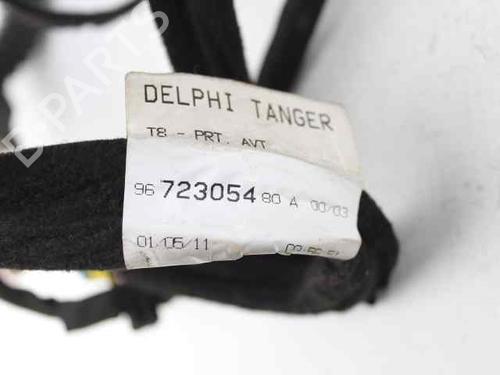 DELPHI TANGER
T8 - PRT. AVT
96 723054 80 A 00/03
01/06/11